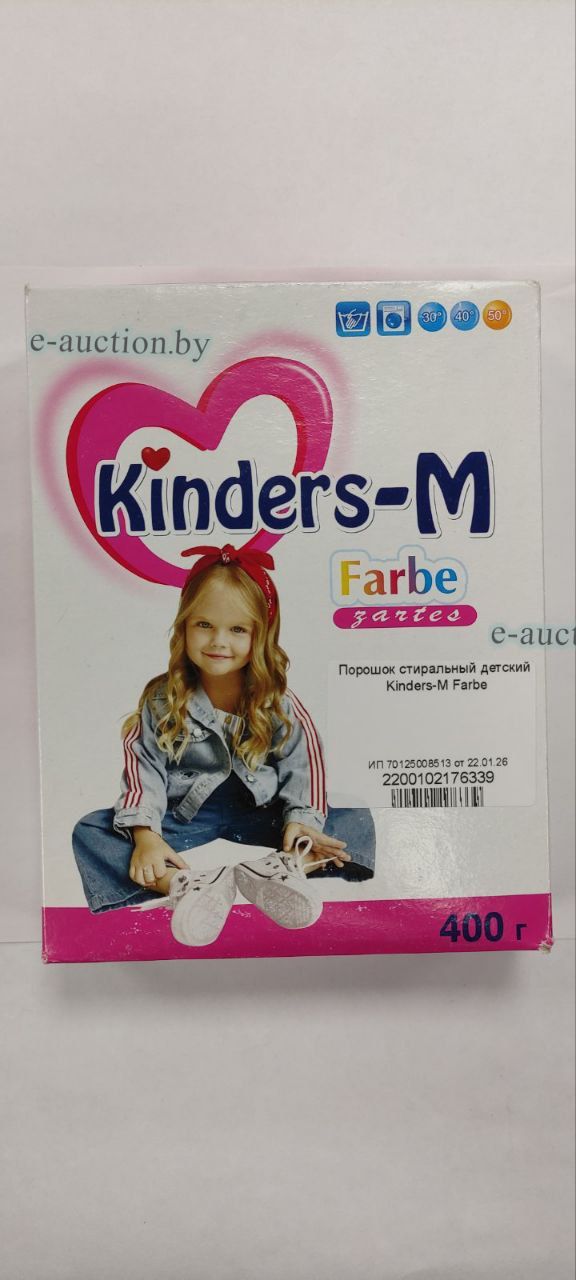 30° 40° 50°
e-auction.by
Kinders-M
Farbe
zartes
e-auct
Порошок стиральный детский
Kinders-M Farbe
ИП 70125008513 от 22.01.26
2200102176339
400 г